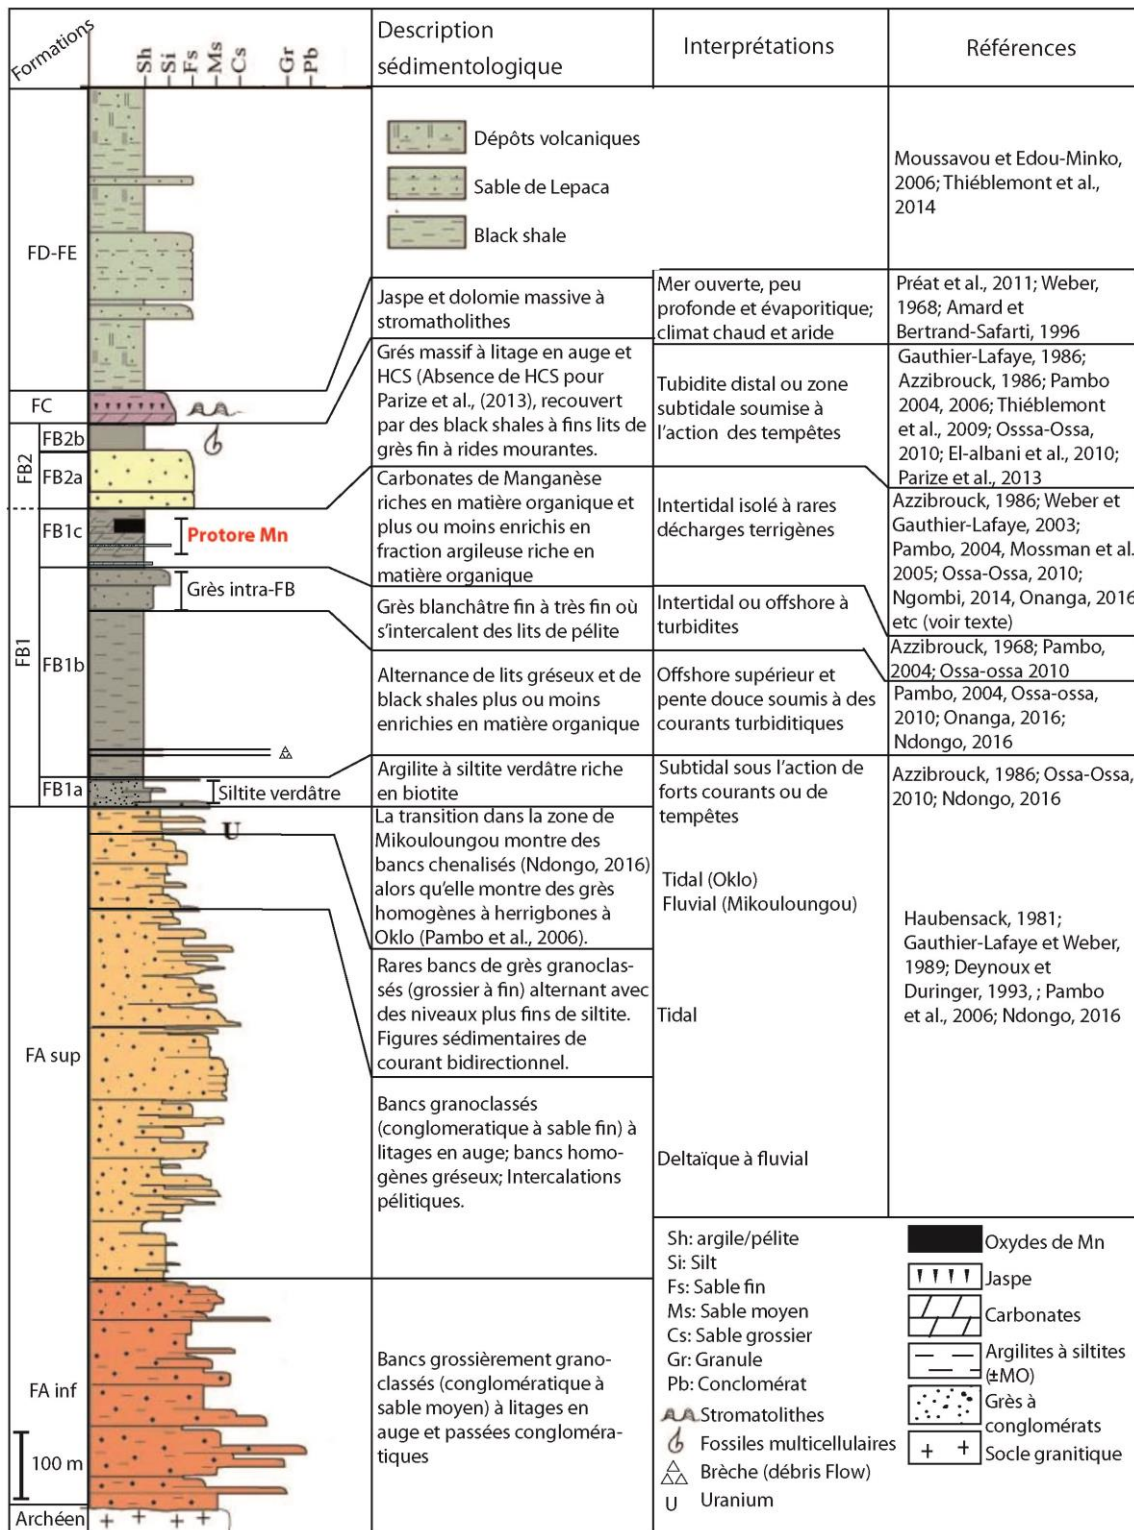 Formations
Sh
Si
Fs
Ms
Cs
Gr
Pb
Description
sédimentologique
Interprétations
Références
FD-FE
FC
FB2
FB2b
FB2a
FB1
FB1c
FB1b
FB1a
FA sup
FA inf
100 m
Archéen
Protore Mn
Grès intra-FB
Siltite verdâtre
U
Dépôts volcaniques
Sable de Lepaca
Black shale
Jaspe et dolomie massive à
stromatholithes
Grés massif à litage en auge et
HCS (Absence de HCS pour
Parize et al., (2013), recouvert
par des black shales à fins lits de
grès fin à rides mourantes.
Carbonates de Manganèse
riches en matière organique et
plus ou moins enrichis en
fraction argileuse riche en
matière organique
Grès blanchâtre fin à très fin où
s'intercalent des lits de pélite
Alternance de lits gréseux et de
black shales plus ou moins
enrichies en matière organique
Argilite à siltite verdâtre riche
en biotite
La transition dans la zone de
Mikouloungou montre des
bancs chenalisés (Ndongo, 2016)
alors qu'elle montre des grès
homogènes à herrigbones à
Oklo (Pambo et al., 2006).
Rares bancs de grès granoclas-
sés (grossier à fin) alternant avec
des niveaux plus fins de siltite.
Figures sédimentaires de
courant bidirectionnel.
Bancs granoclassés
(conglomeratique à sable fin) à
litages en auge; bancs homo-
gènes gréseux; Intercalations
pélitiques.
Bancs grossièrement grano-
classés (conglomératique à
sable moyen) à litages en
auge et passées congloméra-
tiques
Mer ouverte, peu
profonde et évaporitique;
climat chaud et aride
Tubidite distal ou zone
subtidale soumise à
l'action des tempêtes
Intertidal isolé à rares
décharges terrigènes
Intertidal ou offshore à
turbidites
Offshore supérieur et
pente douce soumis à des
courants turbiditiques
Subtidal sous l'action de
forts courants ou de
tempêtes
Tidal (Oklo)
Fluvial (Mikouloungou)
Tidal
Deltaïque à fluvial
Moussavou et Edou-Minko,
2006; Thiéblemont et al.,
2014
Préat et al., 2011; Weber,
1968; Amard et
Bertrand-Safarti, 1996
Gauthier-Lafaye, 1986;
Azzibrouck, 1986; Pambo
2004, 2006; Thiéblemont
et al., 2009; Osssa-Ossa,
2010; El-albani et al., 2010;
Parize et al., 2013
Azzibrouck, 1986; Weber et
Gauthier-Lafaye, 2003;
Pambo, 2004, Mossman et al.
2005; Ossa-Ossa, 2010;
Ngombi, 2014, Onanga, 2016
etc (voir texte)
Azzibrouck, 1968; Pambo,
2004; Ossa-ossa 2010
Pambo, 2004, Ossa-ossa,
2010; Onanga, 2016;
Ndongo, 2016
Azzibrouck, 1986; Ossa-Ossa,
2010; Ndongo, 2016
Haubensack, 1981;
Gauthier-Lafaye et Weber,
1989; Deynoux et
Duringer, 1993, ; Pambo
et al., 2006; Ndongo, 2016
Sh: argile/pélite
Si: Silt
Fs: Sable fin
Ms: Sable moyen
Cs: Sable grossier
Gr: Granule
Pb: Conclomérat
Stromatolithes
Fossiles multicellulaires
Brèche (débris Flow)
U Uranium
Oxydes de Mn
Jaspe
Carbonates
Argilites à siltites
(±MO)
Grès à
conglomérats
Socle granitique